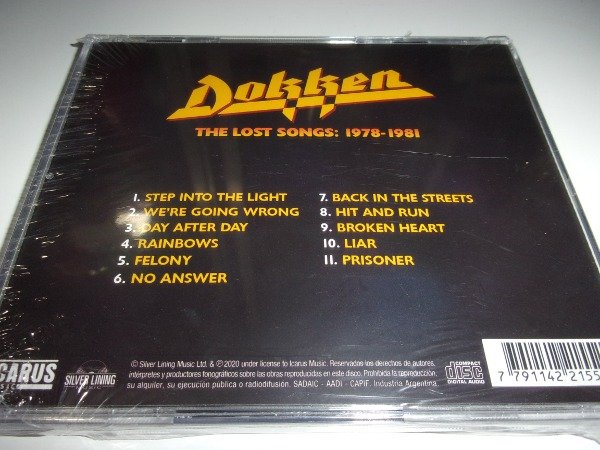 Dokken
THE LOST SONGS: 1978-1981
1. STEP INTO THE LIGHT
2. WE'RE GOING WRONG
3. DAY AFTER DAY
4. RAINBOWS
5. FELONY
6. NO ANSWER
7. BACK IN THE STREETS
8. HIT AND RUN
9. BROKEN HEART
10. LIAR
11. PRISONER
© Silver Lining Music Ltd. & ℗ 2020 under license to Icarus Music. Reservados los derechos de autores,
intérpretes y productores fonográficos sobre las obras reproducidas en este disco. Prohibida la reproducción,
su alquiler, su ejecución pública o radiodifusión. SADAIC - AADI - CAPIF. Industria Argentina.
CARUS
SILVER LINING
COMPACT
disc
DIGITAL AUDIO
7 791142 2155